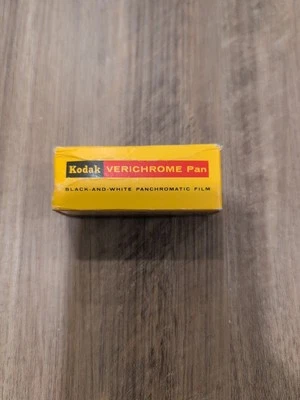 Kodak VERICHROME Pan
BLACK-AND-WHITE PANCHROMATIC FILM